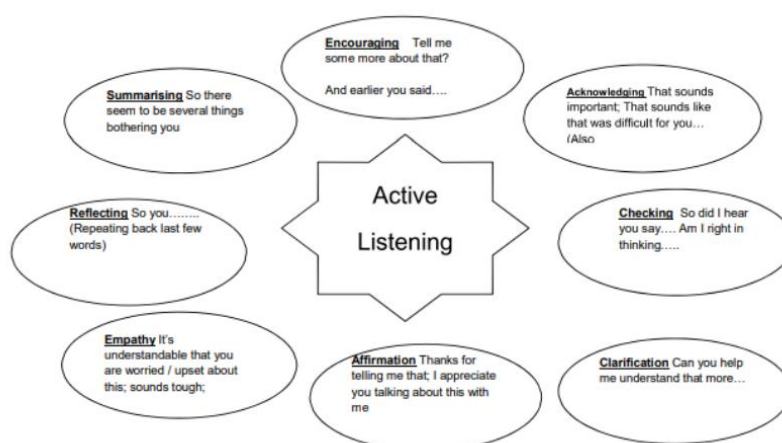 Encouraging Tell me
some more about that?
And earlier you said....
Summarising So there
seem to be several things
bothering you
Acknowledging That sounds
important; That sounds like
that was difficult for you...
(Also
Active
Listening
Reflecting So you........
(Repeating back last few
words)
Checking So did I hear
you say.... Am I right in
thinking.....
Empathy It's
understandable that you
are worried / upset about
this; sounds tough;
Affirmation Thanks for
telling me that; I appreciate
you talking about this with
me
Clarification Can you help
me understand that more...